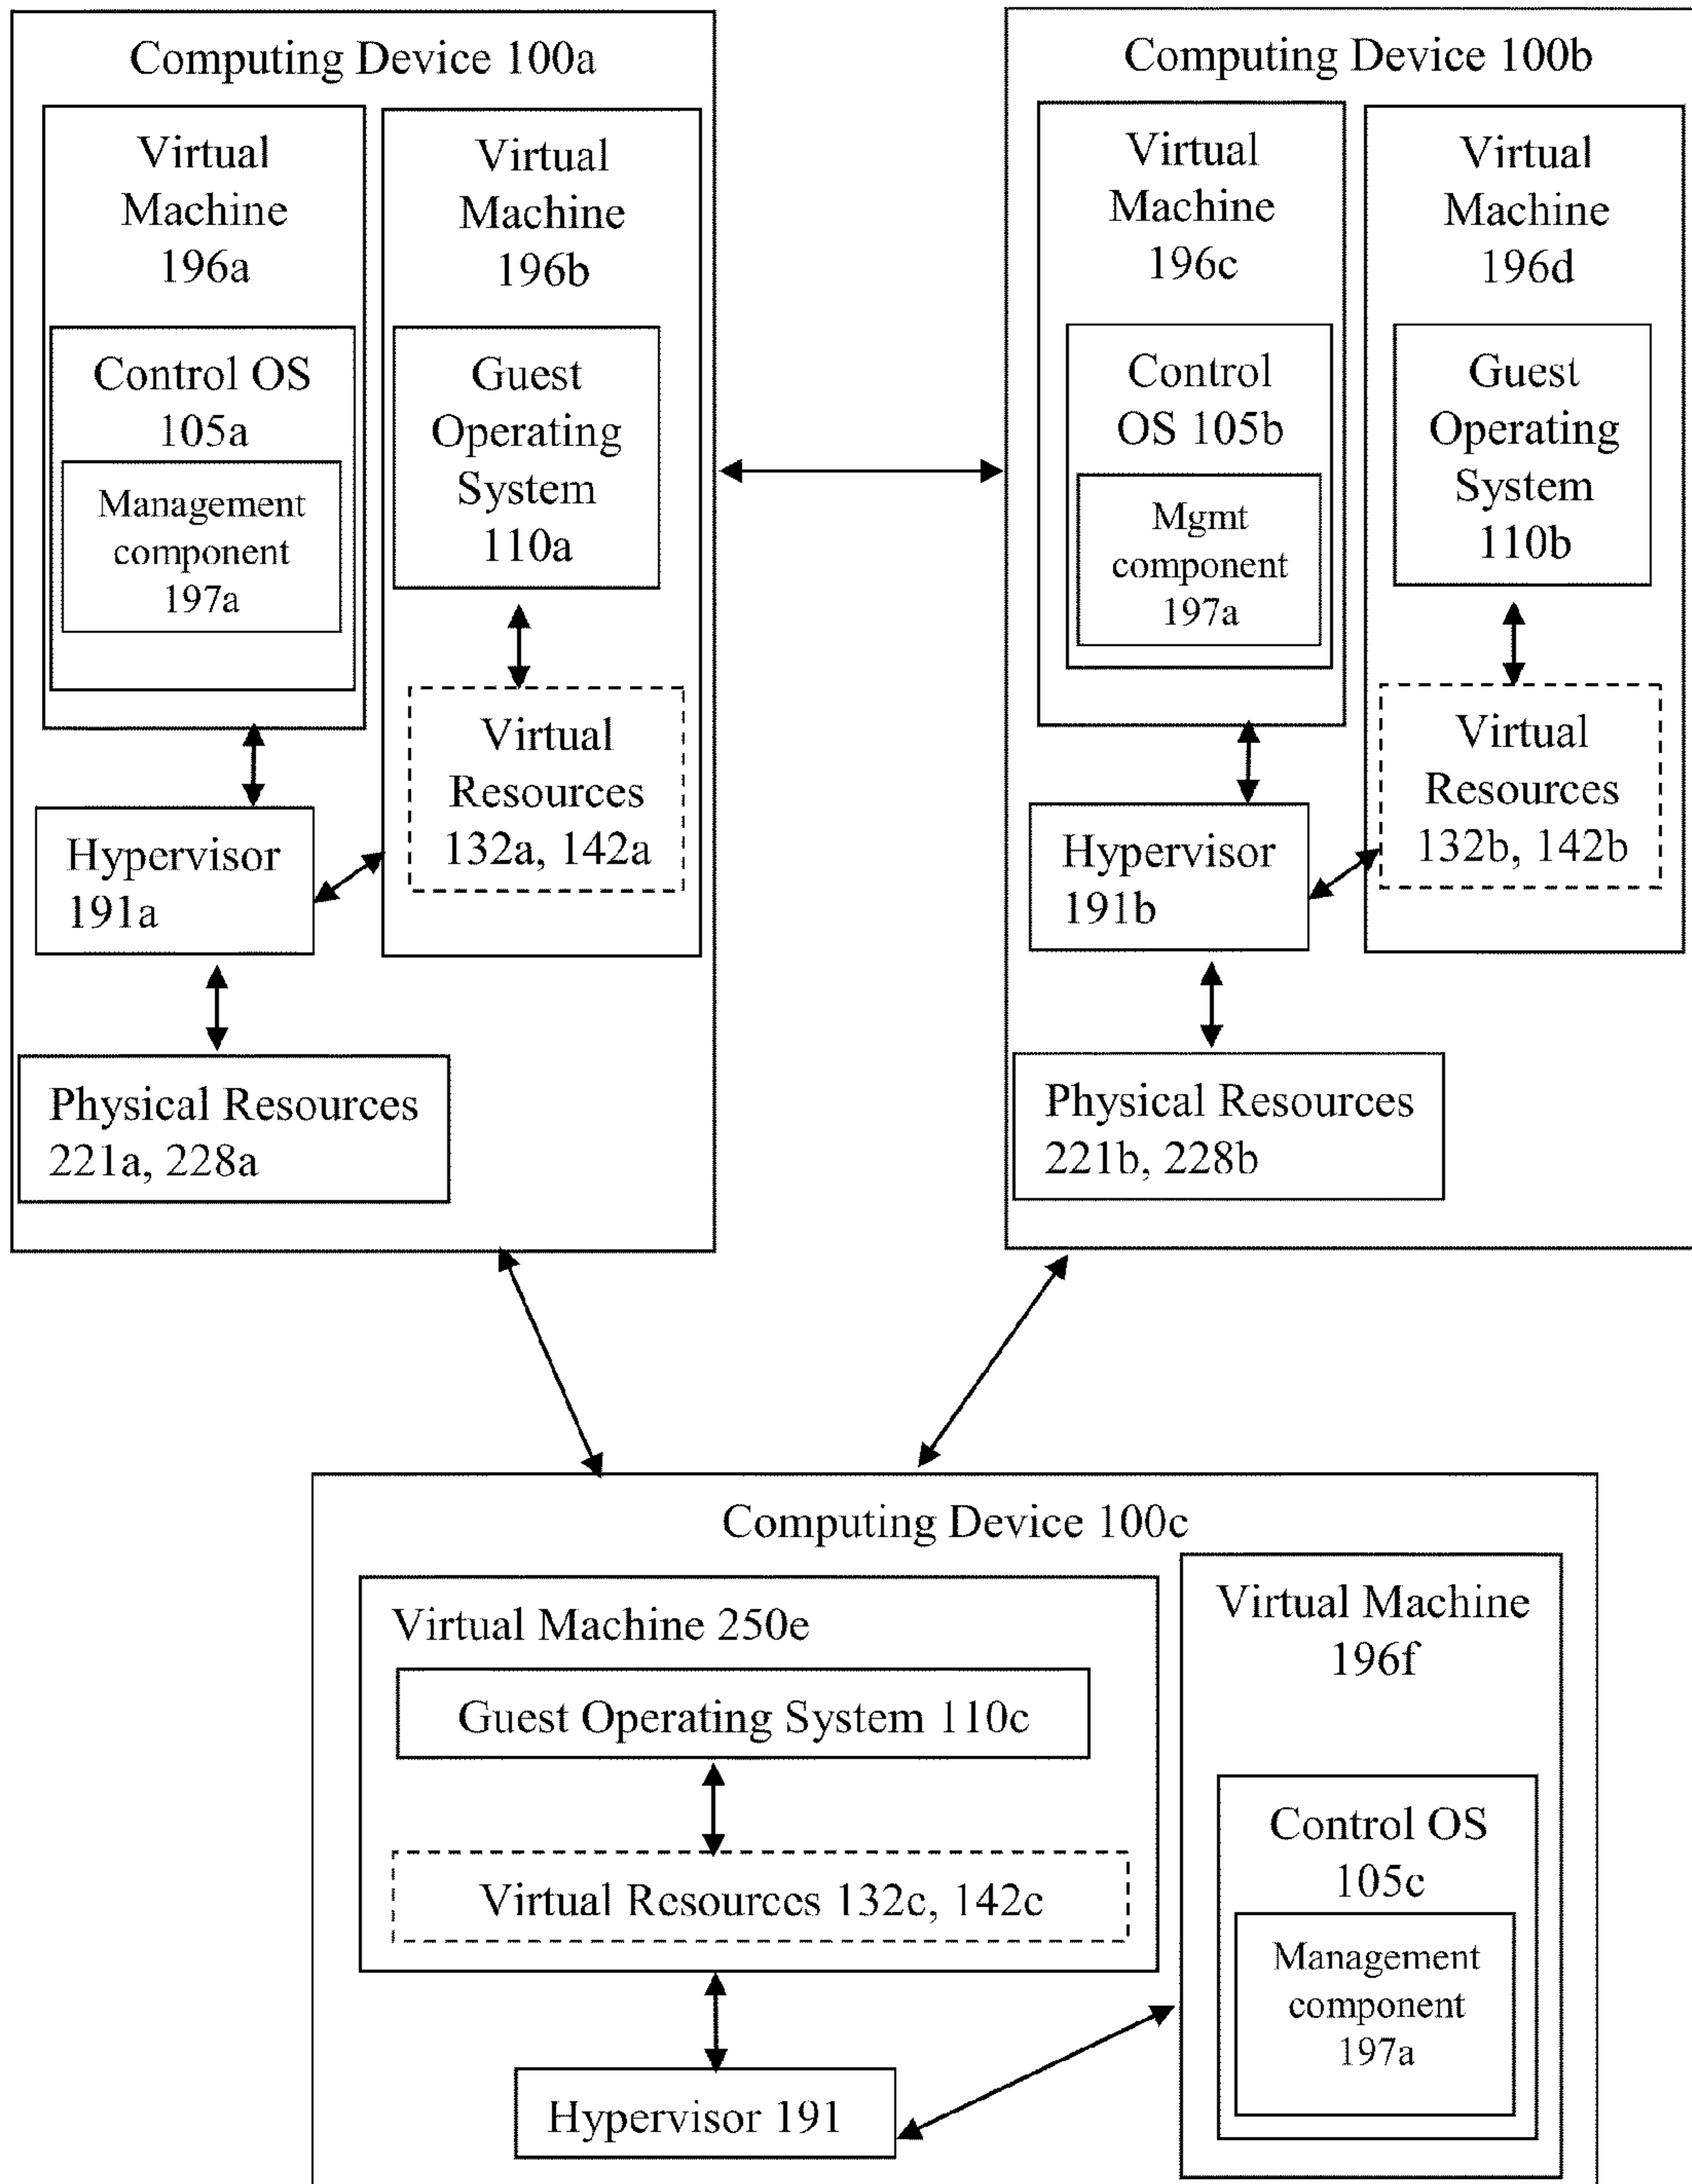 Computing Device 100a
Virtual
Machine
196a
Control OS
105a
Management
component
197a
Virtual
Machine
196b
Guest
Operating
System
110a
Virtual
Resources
132a, 142a
Hypervisor
191a
Physical Resources
221a, 228a
Computing Device 100b
Virtual
Machine
196c
Control
OS 105b
Mgmt
component
197a
Virtual
Machine
196d
Guest
Operating
System
110b
Virtual
Resources
132b, 142b
Hypervisor
191b
Physical Resources
221b, 228b
Computing Device 100c
Virtual Machine 250e
Guest Operating System 110c
Virtual Resources 132c, 142c
Virtual Machine
196f
Control OS
105c
Management
component
197a
Hypervisor 191